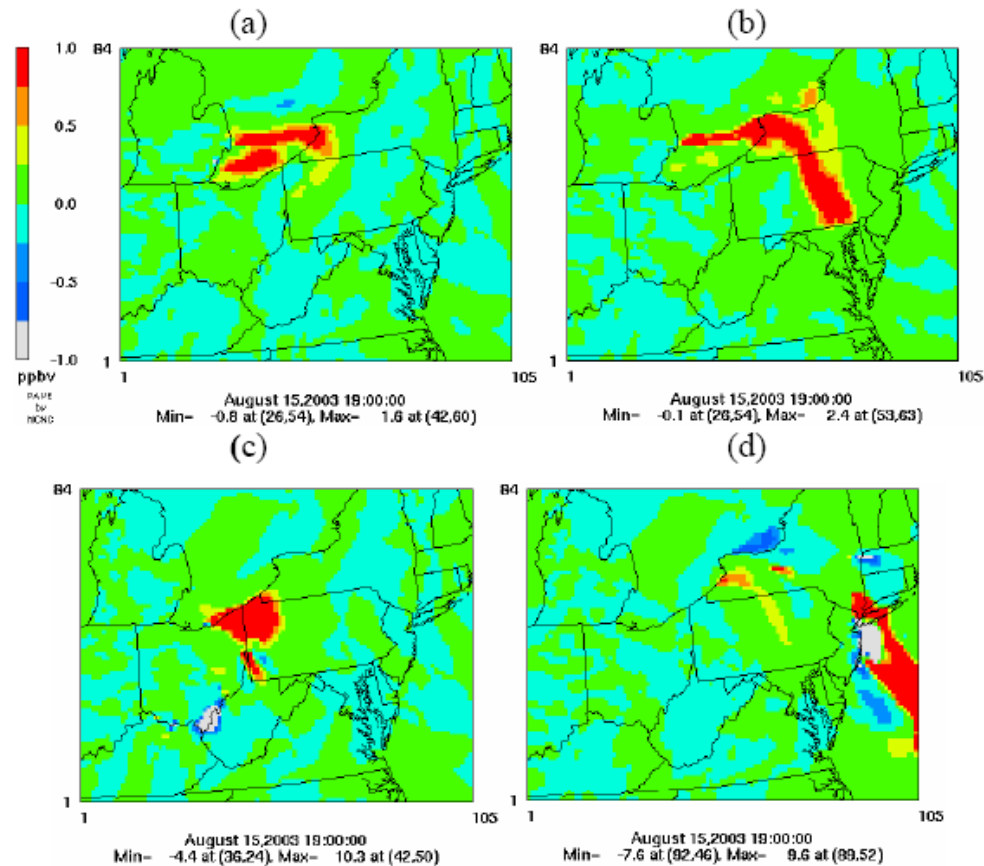 (a)
(b)
1.0
0.5
0.0
-0.5
-1.0
ppbv
PAVE
by
MCNC
84
1
1
105
August 15,2003 19:00:00
Min= -0.8 at (26,54), Max= 1.6 at (42,60)
84
1
1
105
August 15,2003 19:00:00
Min= -0.1 at (26,54), Max= 2.4 at (53,63)
(c)
(d)
84
1
1
105
August 15,2003 19:00:00
Min= -4.4 at (36,24), Max= 10.3 at (42,50)
84
1
1
105
August 15,2003 19:00:00
Min= -7.6 at (92,46), Max= 9.6 at (89,52)